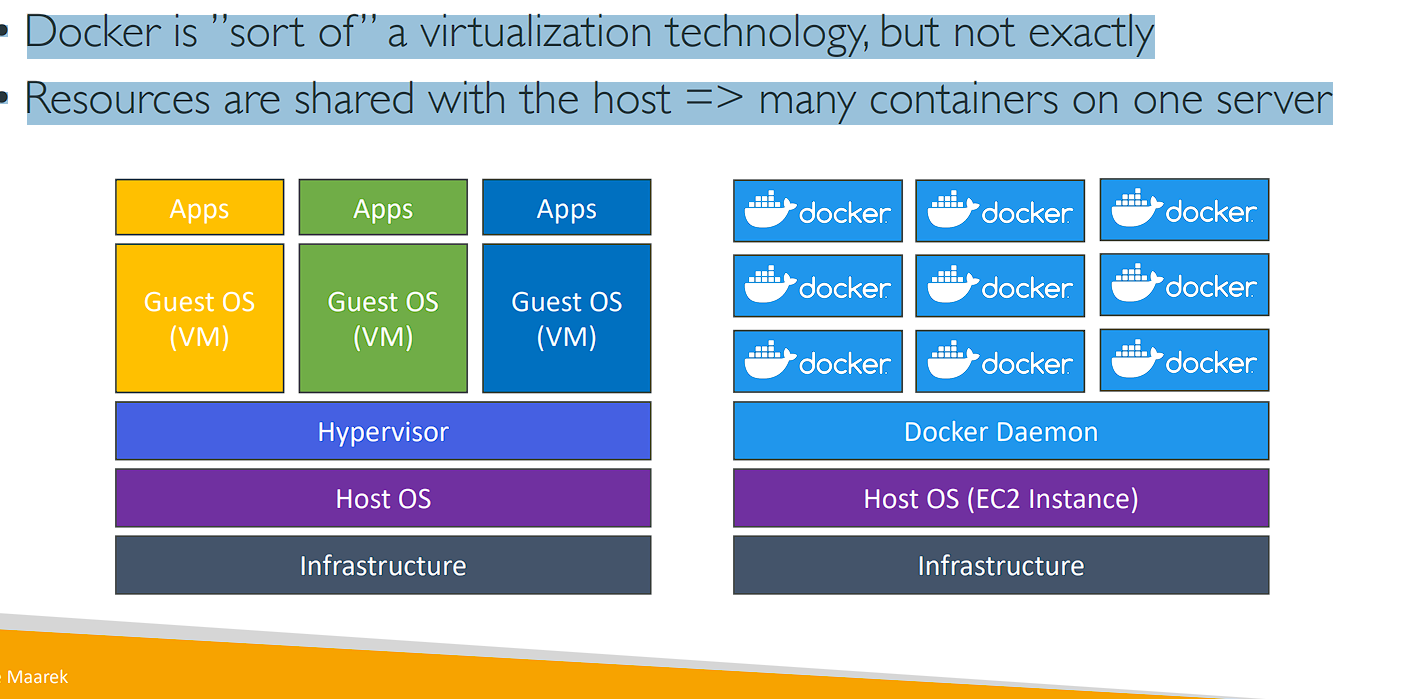 • Docker is ”sort of” a virtualization technology, but not exactly
• Resources are shared with the host => many containers on one server
Apps
Apps
Apps
Guest OS
(VM)
Guest OS
(VM)
Guest OS
(VM)
Hypervisor
Host OS
Infrastructure
docker
docker
docker
docker
docker
docker
docker
docker
docker
Docker Daemon
Host OS (EC2 Instance)
Infrastructure
Maarek